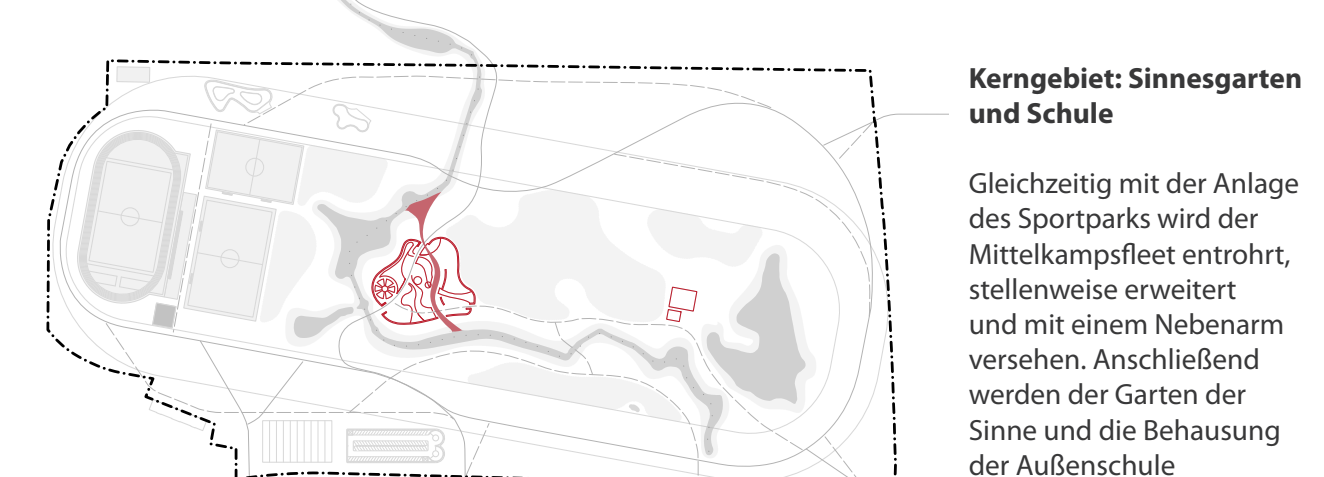 Kerngebiet: Sinnesgarten
und Schule
Gleichzeitig mit der Anlage
des Sportparks wird der
Mittelkampsfleet entrohrt,
stellenweise erweitert
und mit einem Nebenarm
versehen. Anschließend
werden der Garten der
Sinne und die Behausung
der Außenschule